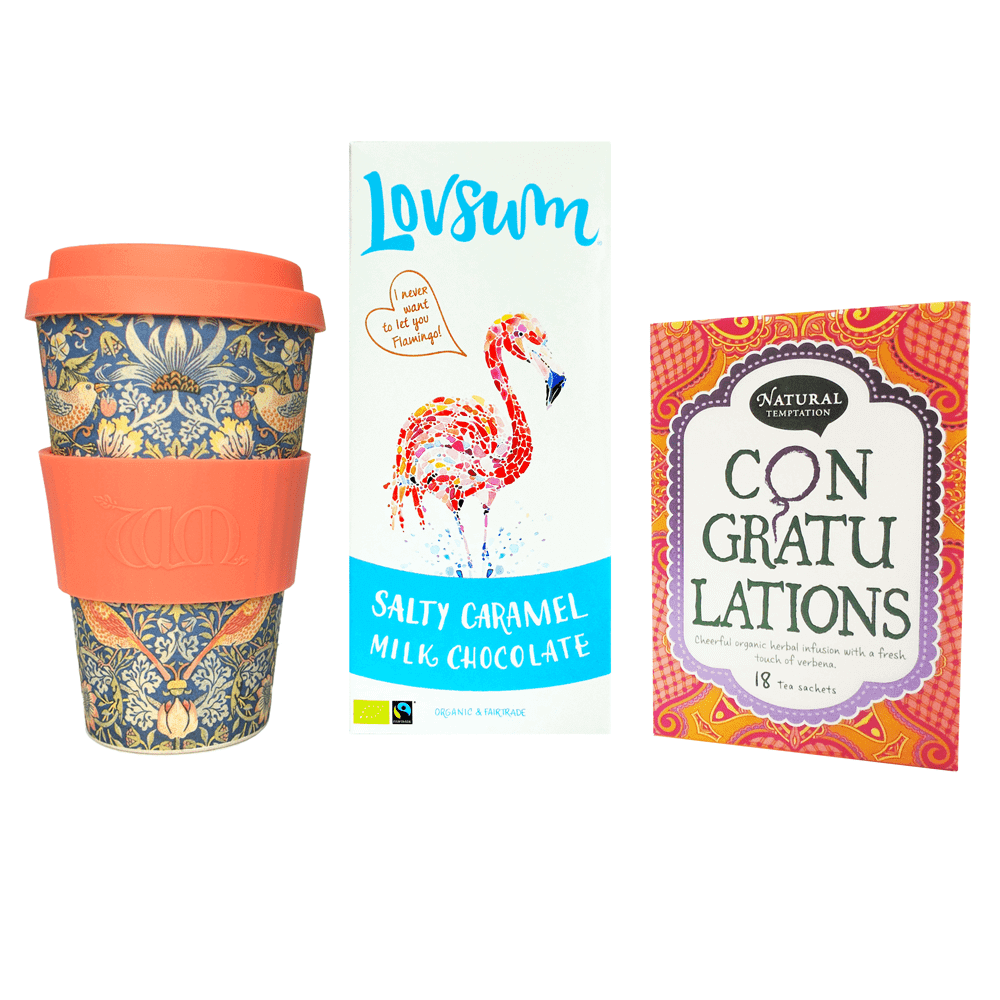 Lovsum
I never
want
to let you
Flamingo!
SALTY CARAMEL
MILK CHOCOLATE
FAIRTRADE
ORGANIC & FAIRTRADE
NATURAL
TEMPTATION
CON
GRATU
LATIONS
Cheerful organic herbal infusion with a fresh
touch of verbena.
18 Tea sachets